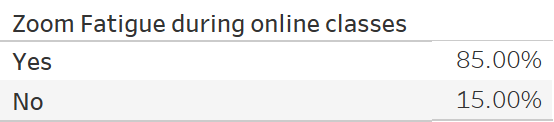 Zoom Fatigue during online classes
Yes 85.00%
No 15.00%